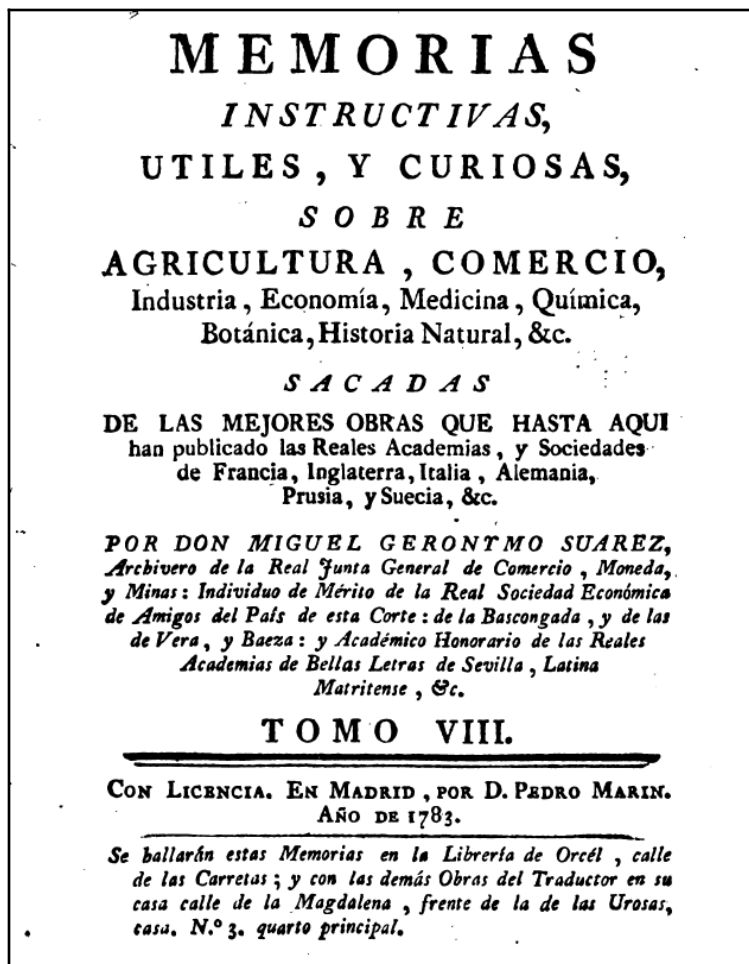 MEMORIAS
INSTRUCTIVAS,
UTILES, Y CURIOSAS,
SOBRE
AGRICULTURA, COMERCIO,
Industria, Economía, Medicina, Química,
Botánica, Historia Natural, &c.
SACADAS
DE LAS MEJORES OBRAS QUE HASTA AQUI
han publicado las Reales Academias, y Sociedades
de Francia, Inglaterra, Italia, Alemania,
Prusia, y Suecia, &c.
POR DON MIGUEL GERONYMO SUAREZ,
Archivero de la Real Junta General de Comercio, Moneda,
y Minas: Individuo de Mérito de la Real Sociedad Económica
de Amigos del País de esta Corte: de la Bascongada, y de las
de Vera, y Baeza: y Académico Honorario de las Reales
Academias de Bellas Letras de Sevilla, Latina
Matritense, &c.
TOMO VIII.
CON LICENCIA. EN MADRID, POR D. PEDRO MARIN.
AÑO DE 1783.
Se hallarán estas Memorias en la Librería de Orcél, calle
de las Carretas; y con las demás Obras del Traductor en su
casa calle de la Magdalena, frente de la de las Urosas,
casa. N.º 3. quarto principal.